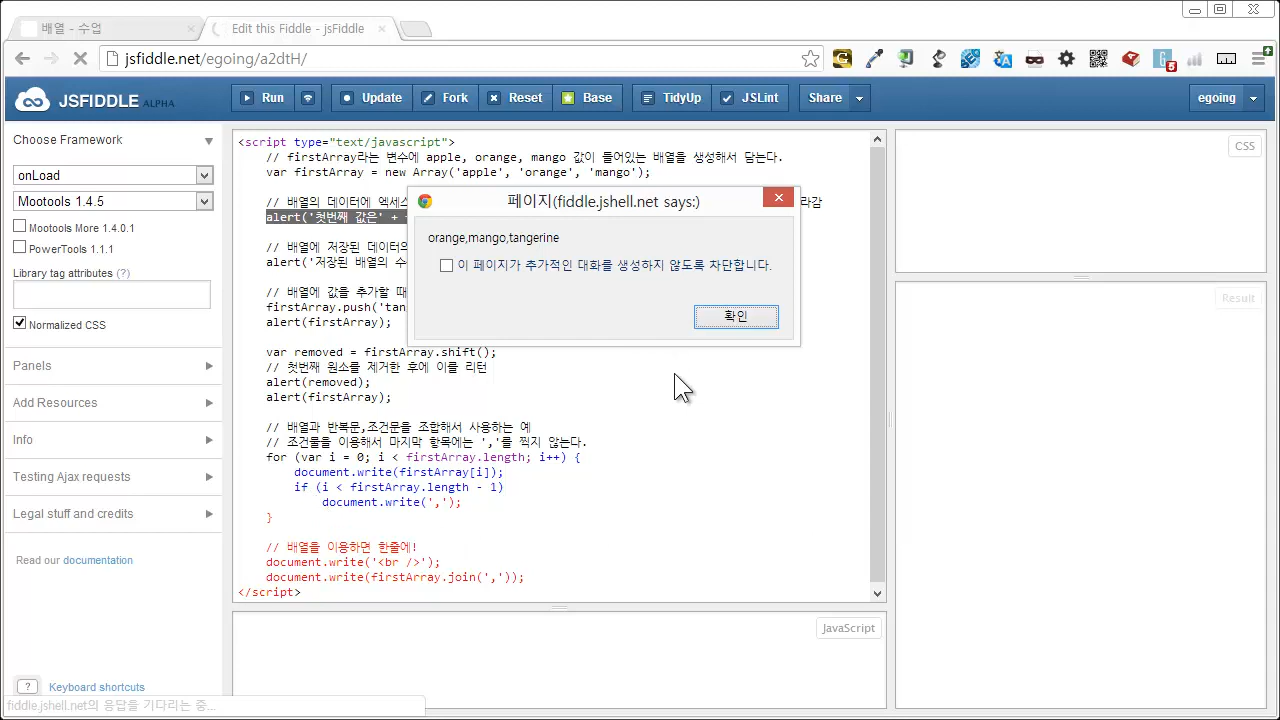 배열 - 수업
Edit this Fiddle - jsFiddle
jsfiddle.net/egoing/a2dtH/
JSFIDDLE ALPHA
Run
Update
Fork
Reset
Base
TidyUp
JSLint
Share
egoing
Choose Framework
onLoad
Mootools 1.4.5
Mootools More 1.4.0.1
PowerTools 1.1.1
Library tag attributes (?)
Normalized CSS
Panels
Add Resources
Info
Testing Ajax requests
Legal stuff and credits
Read our documentation
? Keyboard shortcuts
fiddle.jshell.net의 응답을 기다리는 중...
<script type="text/javascript">
// firstArray라는 변수에 apple, orange, mango 값이 들어있는 배열을 생성해서 담는다.
var firstArray = new Array('apple', 'orange', 'mango');
// 배열의 데이터에 엑세스
라감
alert('첫번째 값은' +
// 배열에 저장된 데이터의
alert('저장된 배열의 수
// 배열에 값을 추가할 때
firstArray.push('tan
alert(firstArray);
var removed = firstArray.shift();
// 첫번째 원소를 제거한 후에 이를 리턴
alert(removed);
alert(firstArray);
// 배열과 반복문,조건문을 조합해서 사용하는 예
// 조건물을 이용해서 마지막 항목에는 ','를 찍지 않는다.
for (var i = 0; i < firstArray.length; i++) {
document.write(firstArray[i]);
if (i < firstArray.length - 1)
document.write(',');
}
// 배열을 이용하면 한줄에!
document.write('<br />');
document.write(firstArray.join(','));
</script>
페이지(fiddle.jshell.net says:)
orange,mango,tangerine
이 페이지가 추가적인 대화를 생성하지 않도록 차단합니다.
확인
CSS
Result
JavaScript